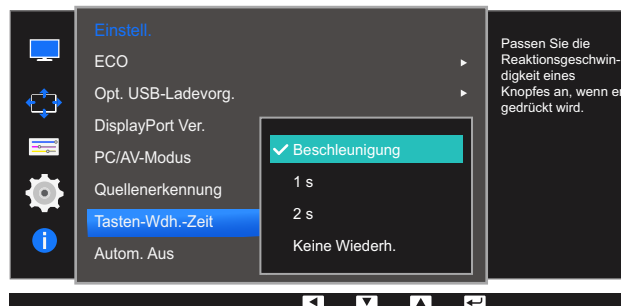 Einstell.
ECO
Opt. USB-Ladevorg.
DisplayPort Ver.
PC/AV-Modus
Quellenerkennung
Tasten-Wdh.-Zeit
Autom. Aus
Beschleunigung
1 s
2 s
Keine Wiederh.
Passen Sie die
Reaktionsgeschwin-
digkeit eines
Knopfes an, wenn er
gedrückt wird.